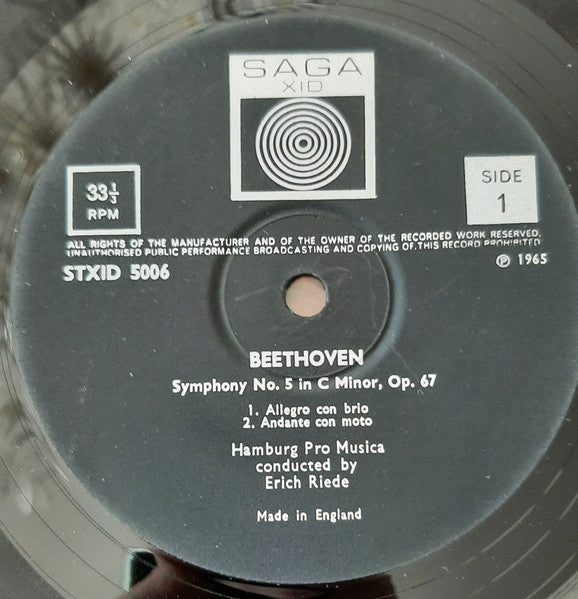 SAGA
XID
33⅓
RPM
SIDE
1
ALL RIGHTS OF THE MANUFACTURER AND OF THE OWNER OF THE RECORDED WORK RESERVED.
UNAUTHORISED PUBLIC PERFORMANCE BROADCASTING AND COPYING OF.THIS RECORD PROHIBITED
STXID 5006
℗ 1965
BEETHOVEN
Symphony No. 5 in C Minor, Op. 67
1. Allegro con brio
2. Andante con moto
Hamburg Pro Musica
conducted by
Erich Riede
Made in England